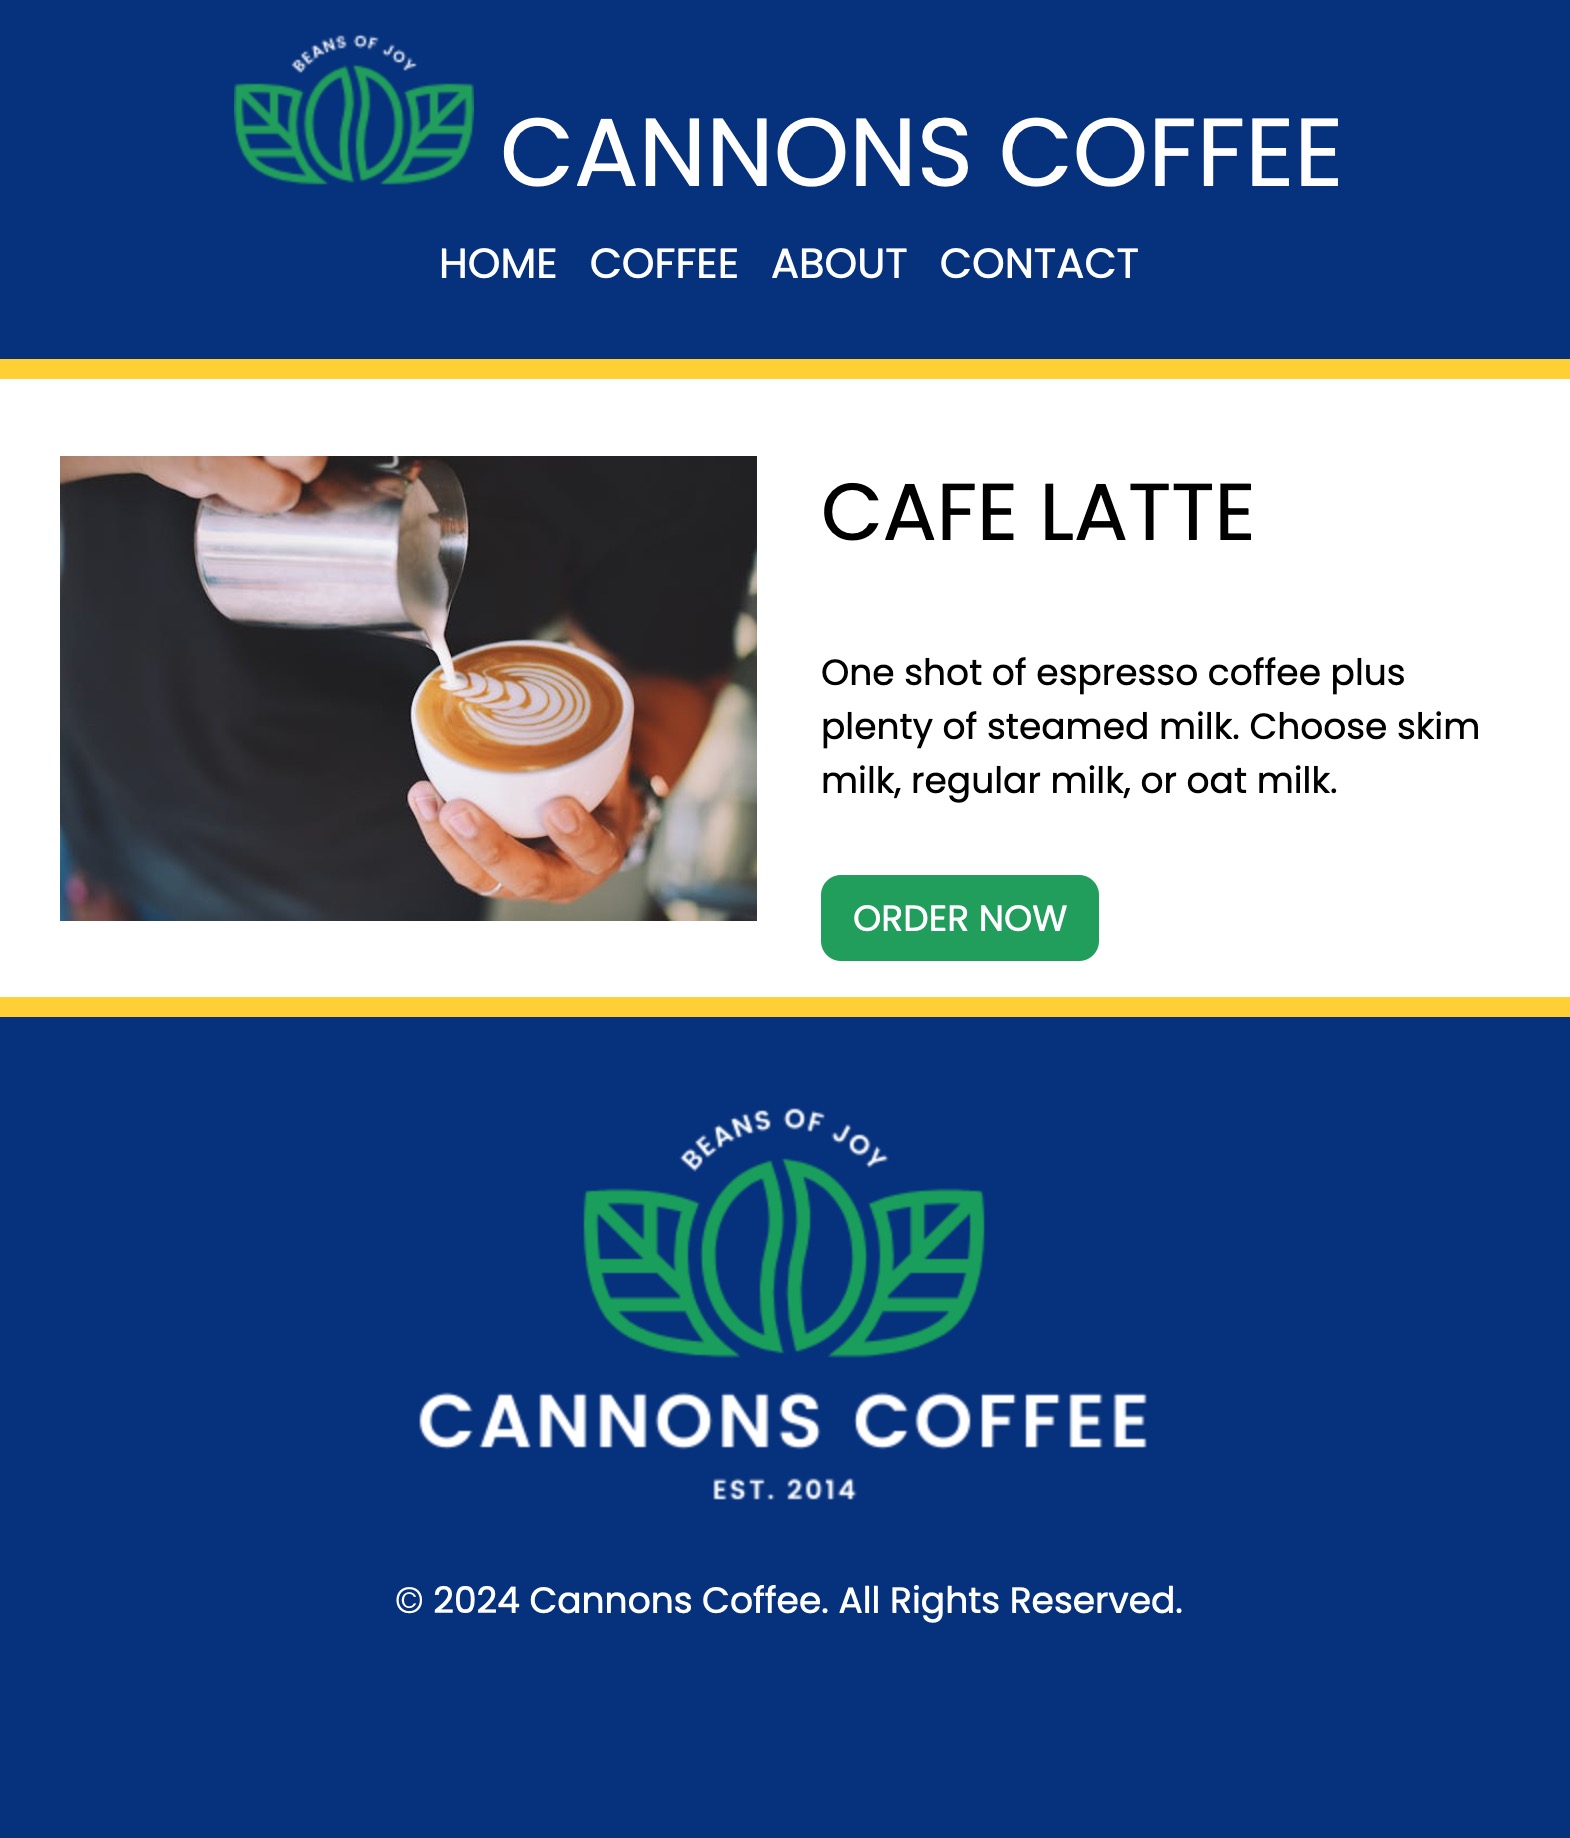 BEANS OF JOY
CANNONS COFFEE
HOME COFFEE ABOUT CONTACT
CAFE LATTE
One shot of espresso coffee plus
plenty of steamed milk. Choose skim
milk, regular milk, or oat milk.
ORDER NOW
BEANS OF JOY
CANNONS COFFEE
EST. 2014
© 2024 Cannons Coffee. All Rights Reserved.